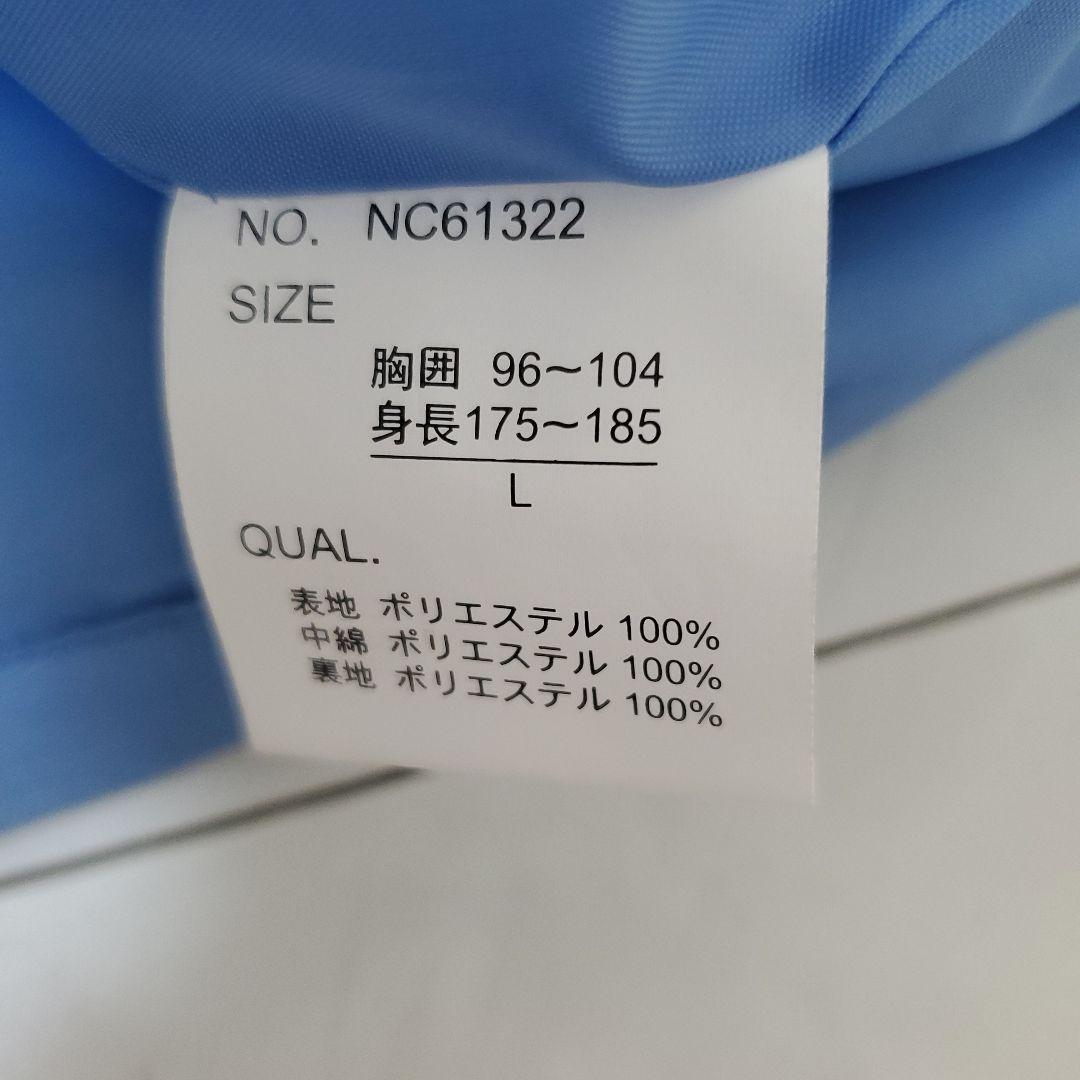 NO. NC61322
SIZE
胸囲 96～104
身長175～185
L
QUAL.
表地 ポリエステル 100%
中綿 ポリエステル 100%
裏地 ポリエステル 100%